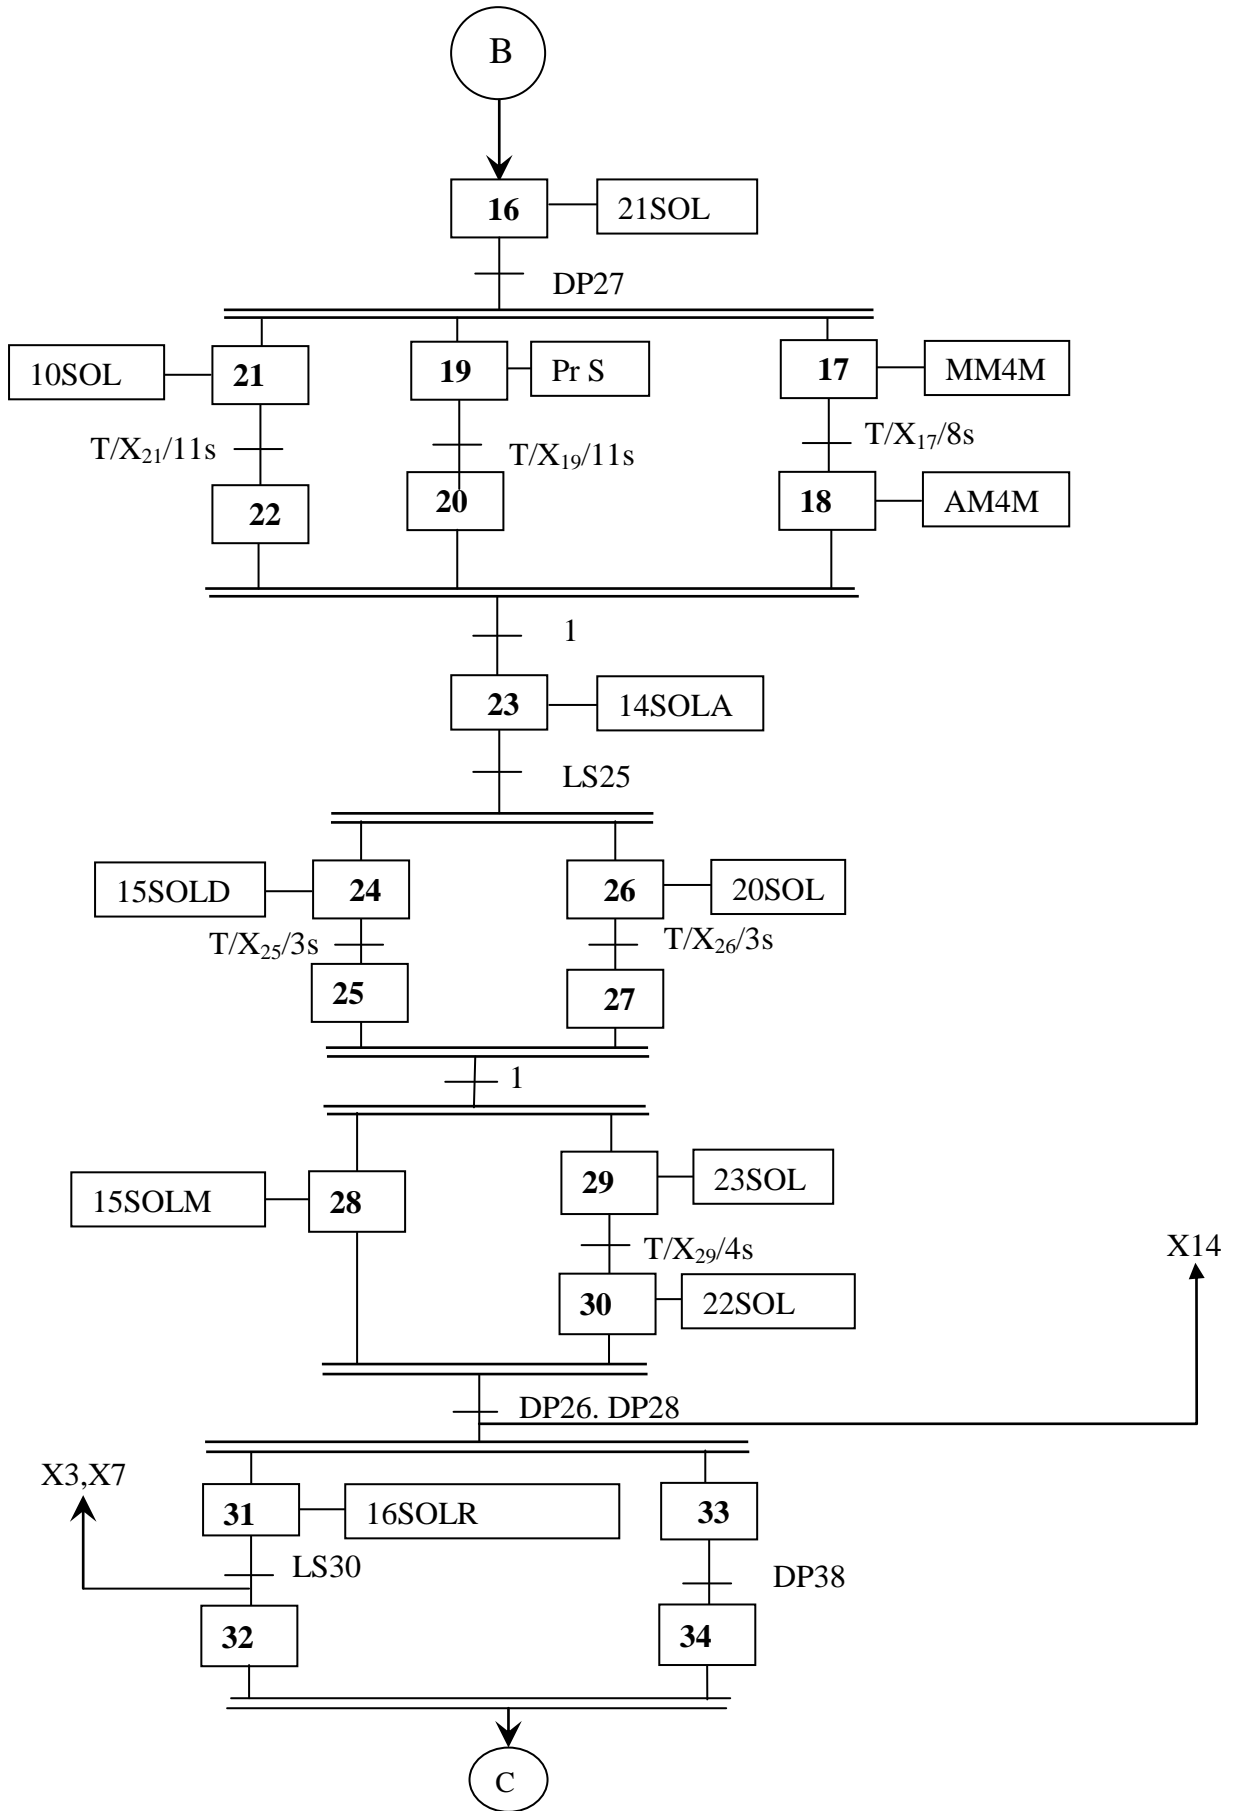 B
16 21SOL
DP27
10SOL 21 19 Pr S 17 MM4M
T/X21/11s T/X19/11s T/X17/8s
22 20 18 AM4M
1
23 14SOLA
LS25
15SOLD 24 26 20SOL
T/X25/3s T/X26/3s
25 27
1
15SOLM 28 29 23SOL
T/X29/4s X14
30 22SOL
DP26. DP28
X3,X7
31 16SOLR 33
LS30 DP38
32 34
C